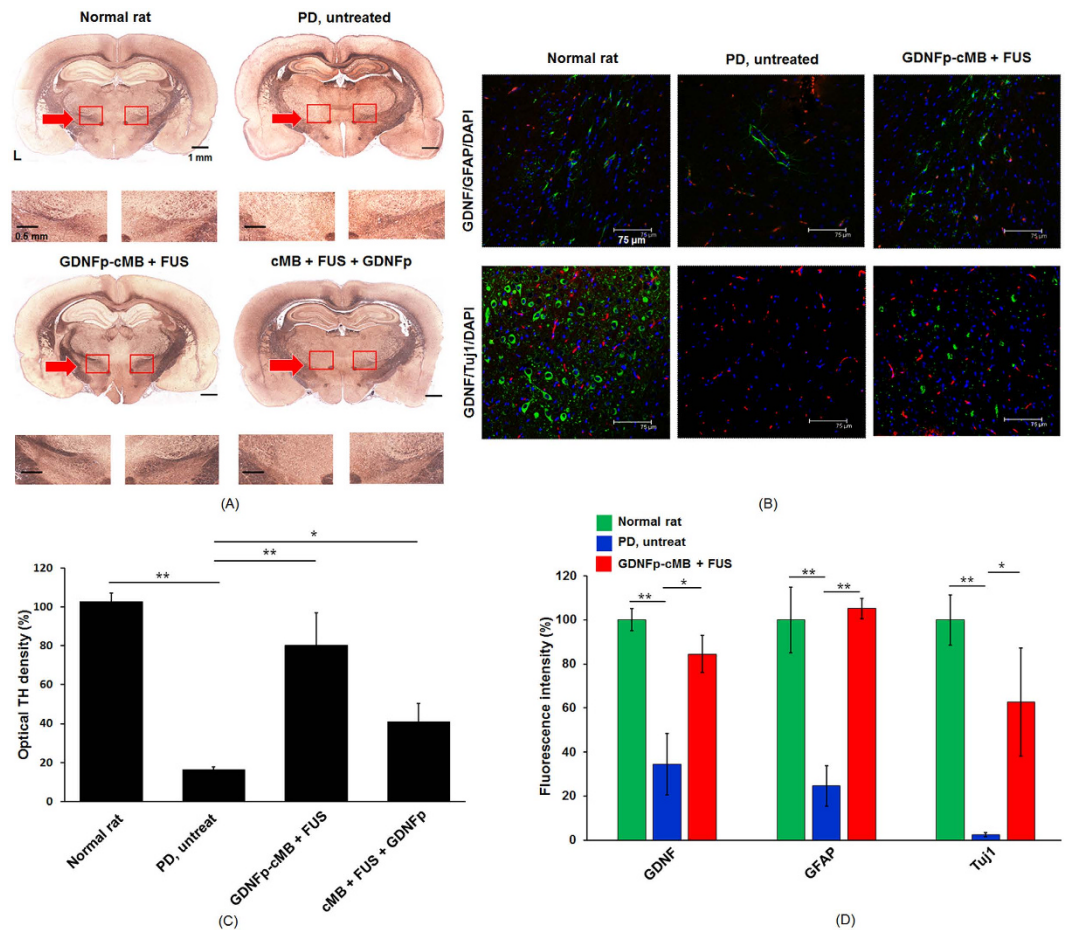 Normal rat
PD, untreated
L
1 mm
0.5 mm
GDNFp-cMB + FUS
cMB + FUS + GDNFp
(A)
Normal rat
PD, untreated
GDNFp-cMB + FUS
GDNF/GFAP/DAPI
75 µm
75 µm
75 µm
75 µm
GDNF/Tuj1/DAPI
75 µm
75 µm
75 µm
(B)
**
**
*
Optical TH density (%)
120
100
80
60
40
20
0
Normal rat
PD, untreat
GDNFp-cMB + FUS
cMB + FUS + GDNFp
(C)
Normal rat
PD, untreat
GDNFp-cMB + FUS
Fluorescence intensity (%)
120
100
80
60
40
20
0
**
*
**
**
**
*
GDNF
GFAP
Tuj1
(D)